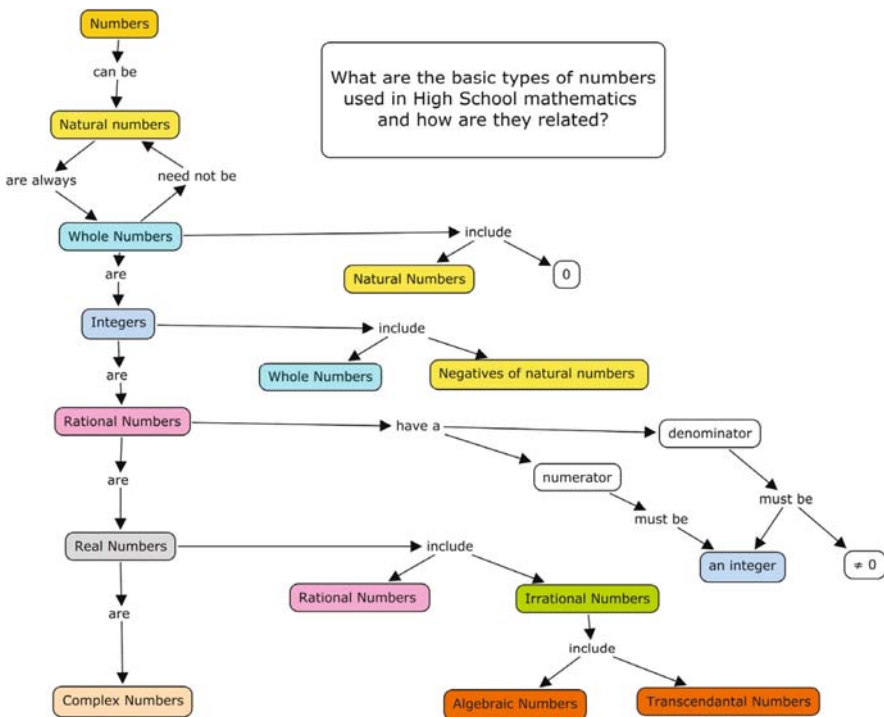 Numbers
What are the basic types of numbers
used in High School mathematics
and how are they related?
can be
Natural numbers
are always
need not be
Whole Numbers
include
are
Natural Numbers
0
Integers
include
are
Whole Numbers
Negatives of natural numbers
Rational Numbers
have a
denominator
are
numerator
must be
must be
Real Numbers
include
an integer
≠ 0
Rational Numbers
Irrational Numbers
are
include
Complex Numbers
Algebraic Numbers
Transcendantal Numbers